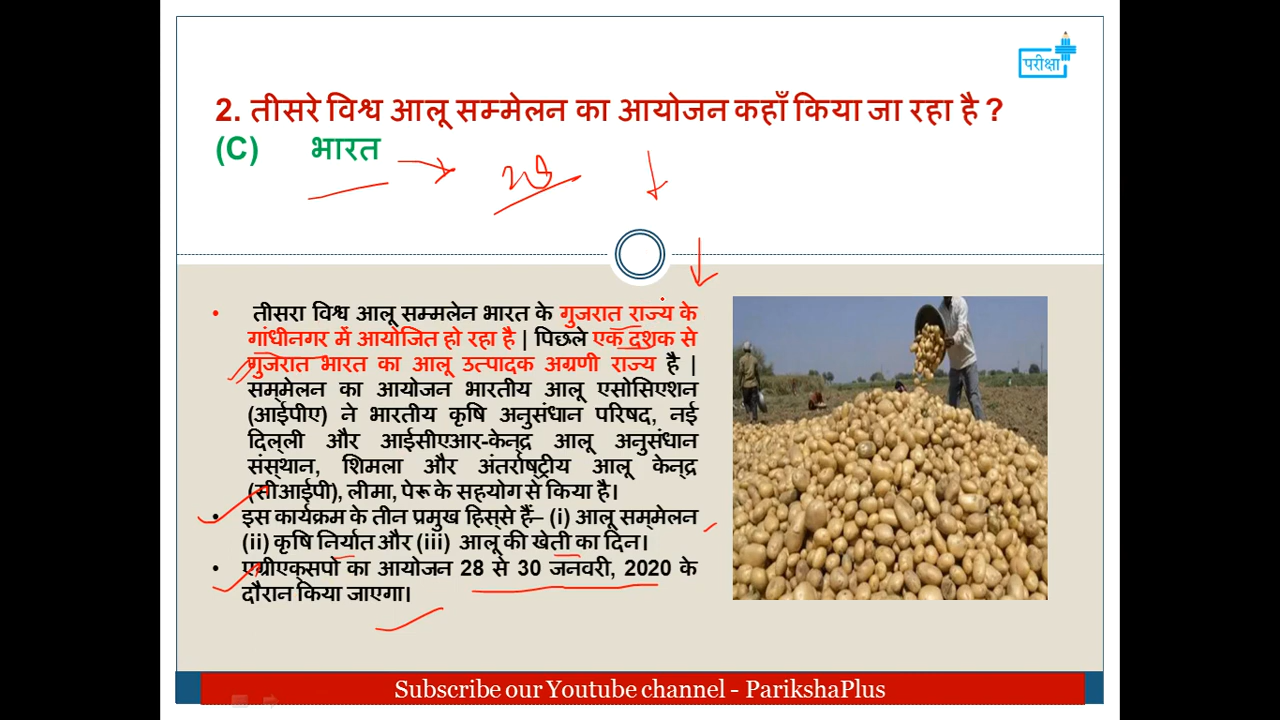 परीक्षा
2. तीसरे विश्व आलू सम्मेलन का आयोजन कहाँ किया जा रहा है ?
(C) भारत
• तीसरा विश्व आलू सम्मलेन भारत के गुजरात राज्य के
गांधीनगर में आयोजित हो रहा है | पिछले एक दशक से
गुजरात भारत का आलू उत्पादक अग्रणी राज्य है |
सम्मेलन का आयोजन भारतीय आलू एसोसिएशन
(आईपीए) ने भारतीय कृषि अनुसंधान परिषद, नई
दिल्ली और आईसीएआर-केन्द्र आलू अनुसंधान
संस्थान, शिमला और अंतर्राष्ट्रीय आलू केन्द्र
(सीआईपी), लीमा, पेरू के सहयोग से किया है।
• इस कार्यक्रम के तीन प्रमुख हिस्से हैं– (i) आलू सम्मेलन
(ii) कृषि निर्यात और (iii) आलू की खेती का दिन।
• एग्रीएक्सपो का आयोजन 28 से 30 जनवरी, 2020 के
दौरान किया जाएगा।
Subscribe our Youtube channel - ParikshaPlus